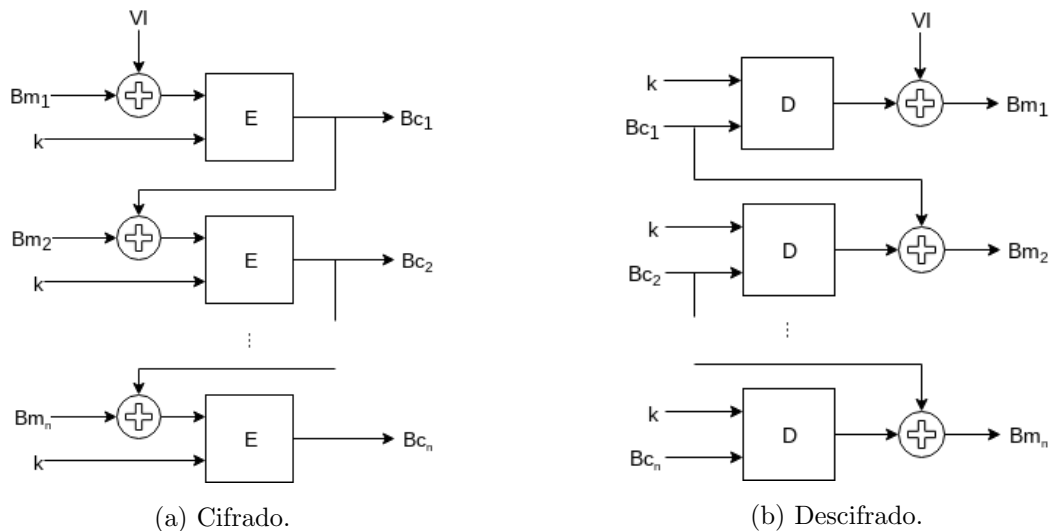 VI
Bm1
k
E
Bc1
Bm2
k
E
Bc2
Bmn
k
E
Bcn
(a) Cifrado.
VI
k
Bc1
D
Bm1
k
Bc2
D
Bm2
k
Bcn
D
Bmn
(b) Descifrado.